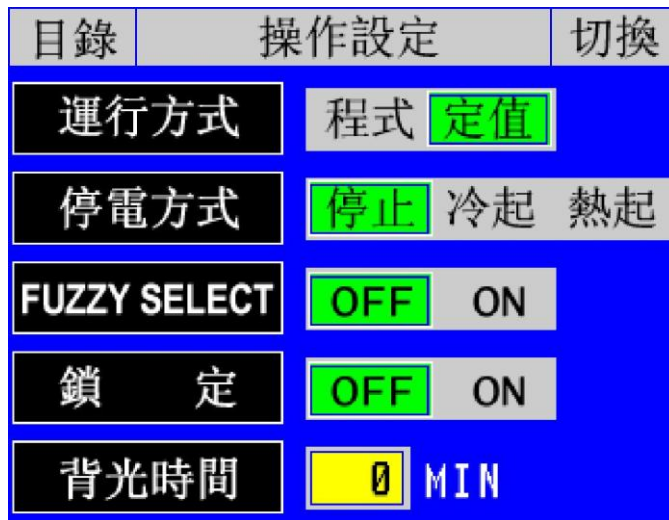 目錄 操作設定 切換
運行方式 程式 定值
停電方式 停止 冷起 熱起
FUZZY SELECT OFF ON
鎖 定 OFF ON
背光時間 0 MIN